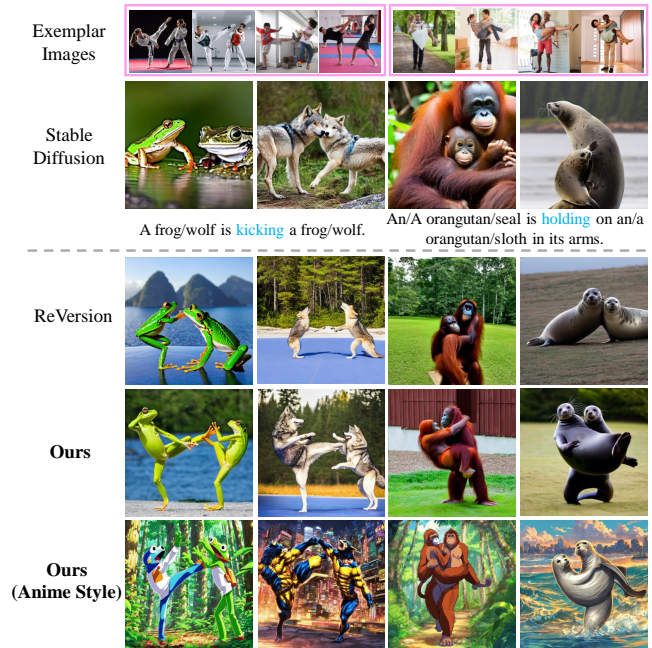 Exemplar
Images
Stable
Diffusion
A frog/wolf is kicking a frog/wolf.
An/A orangutan/seal is holding on an/a
orangutan/sloth in its arms.
ReVersion
Ours
Ours
(Anime Style)